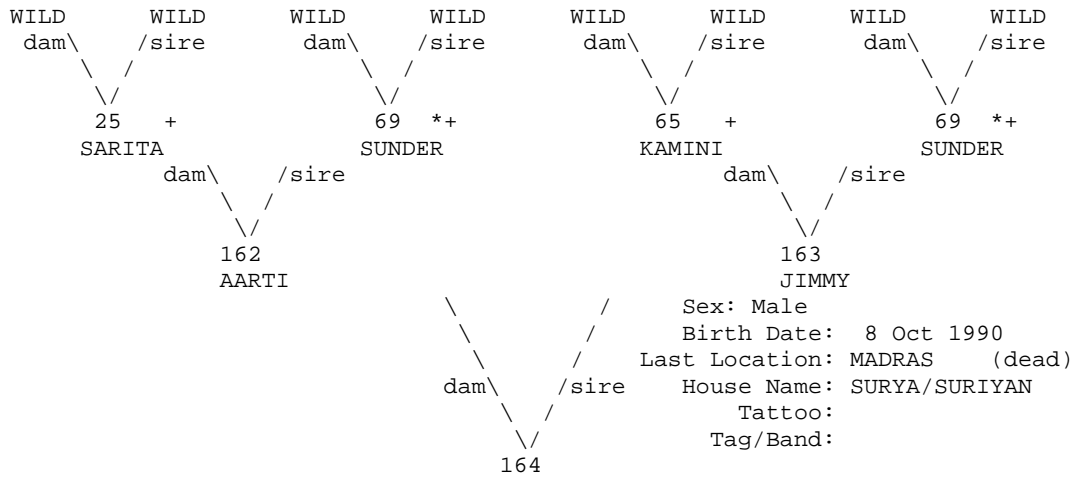 WILD WILD WILD WILD WILD WILD WILD WILD
dam\ /sire dam\ /sire dam\ /sire dam\ /sire
\ / \ / \ / \ /
\/ \/ \/ \/
25 + 69 *+ 65 + 69 *+
SARITA SUNDER KAMINI SUNDER
dam\ /sire dam\ /sire
\ / \ /
\/ \/
162 163
AARTI JIMMY
\ / Sex: Male
\ / Birth Date: 8 Oct 1990
\ / Last Location: MADRAS (dead)
dam\ /sire House Name: SURYA/SURIYAN
\ / Tattoo:
\/ Tag/Band:
164